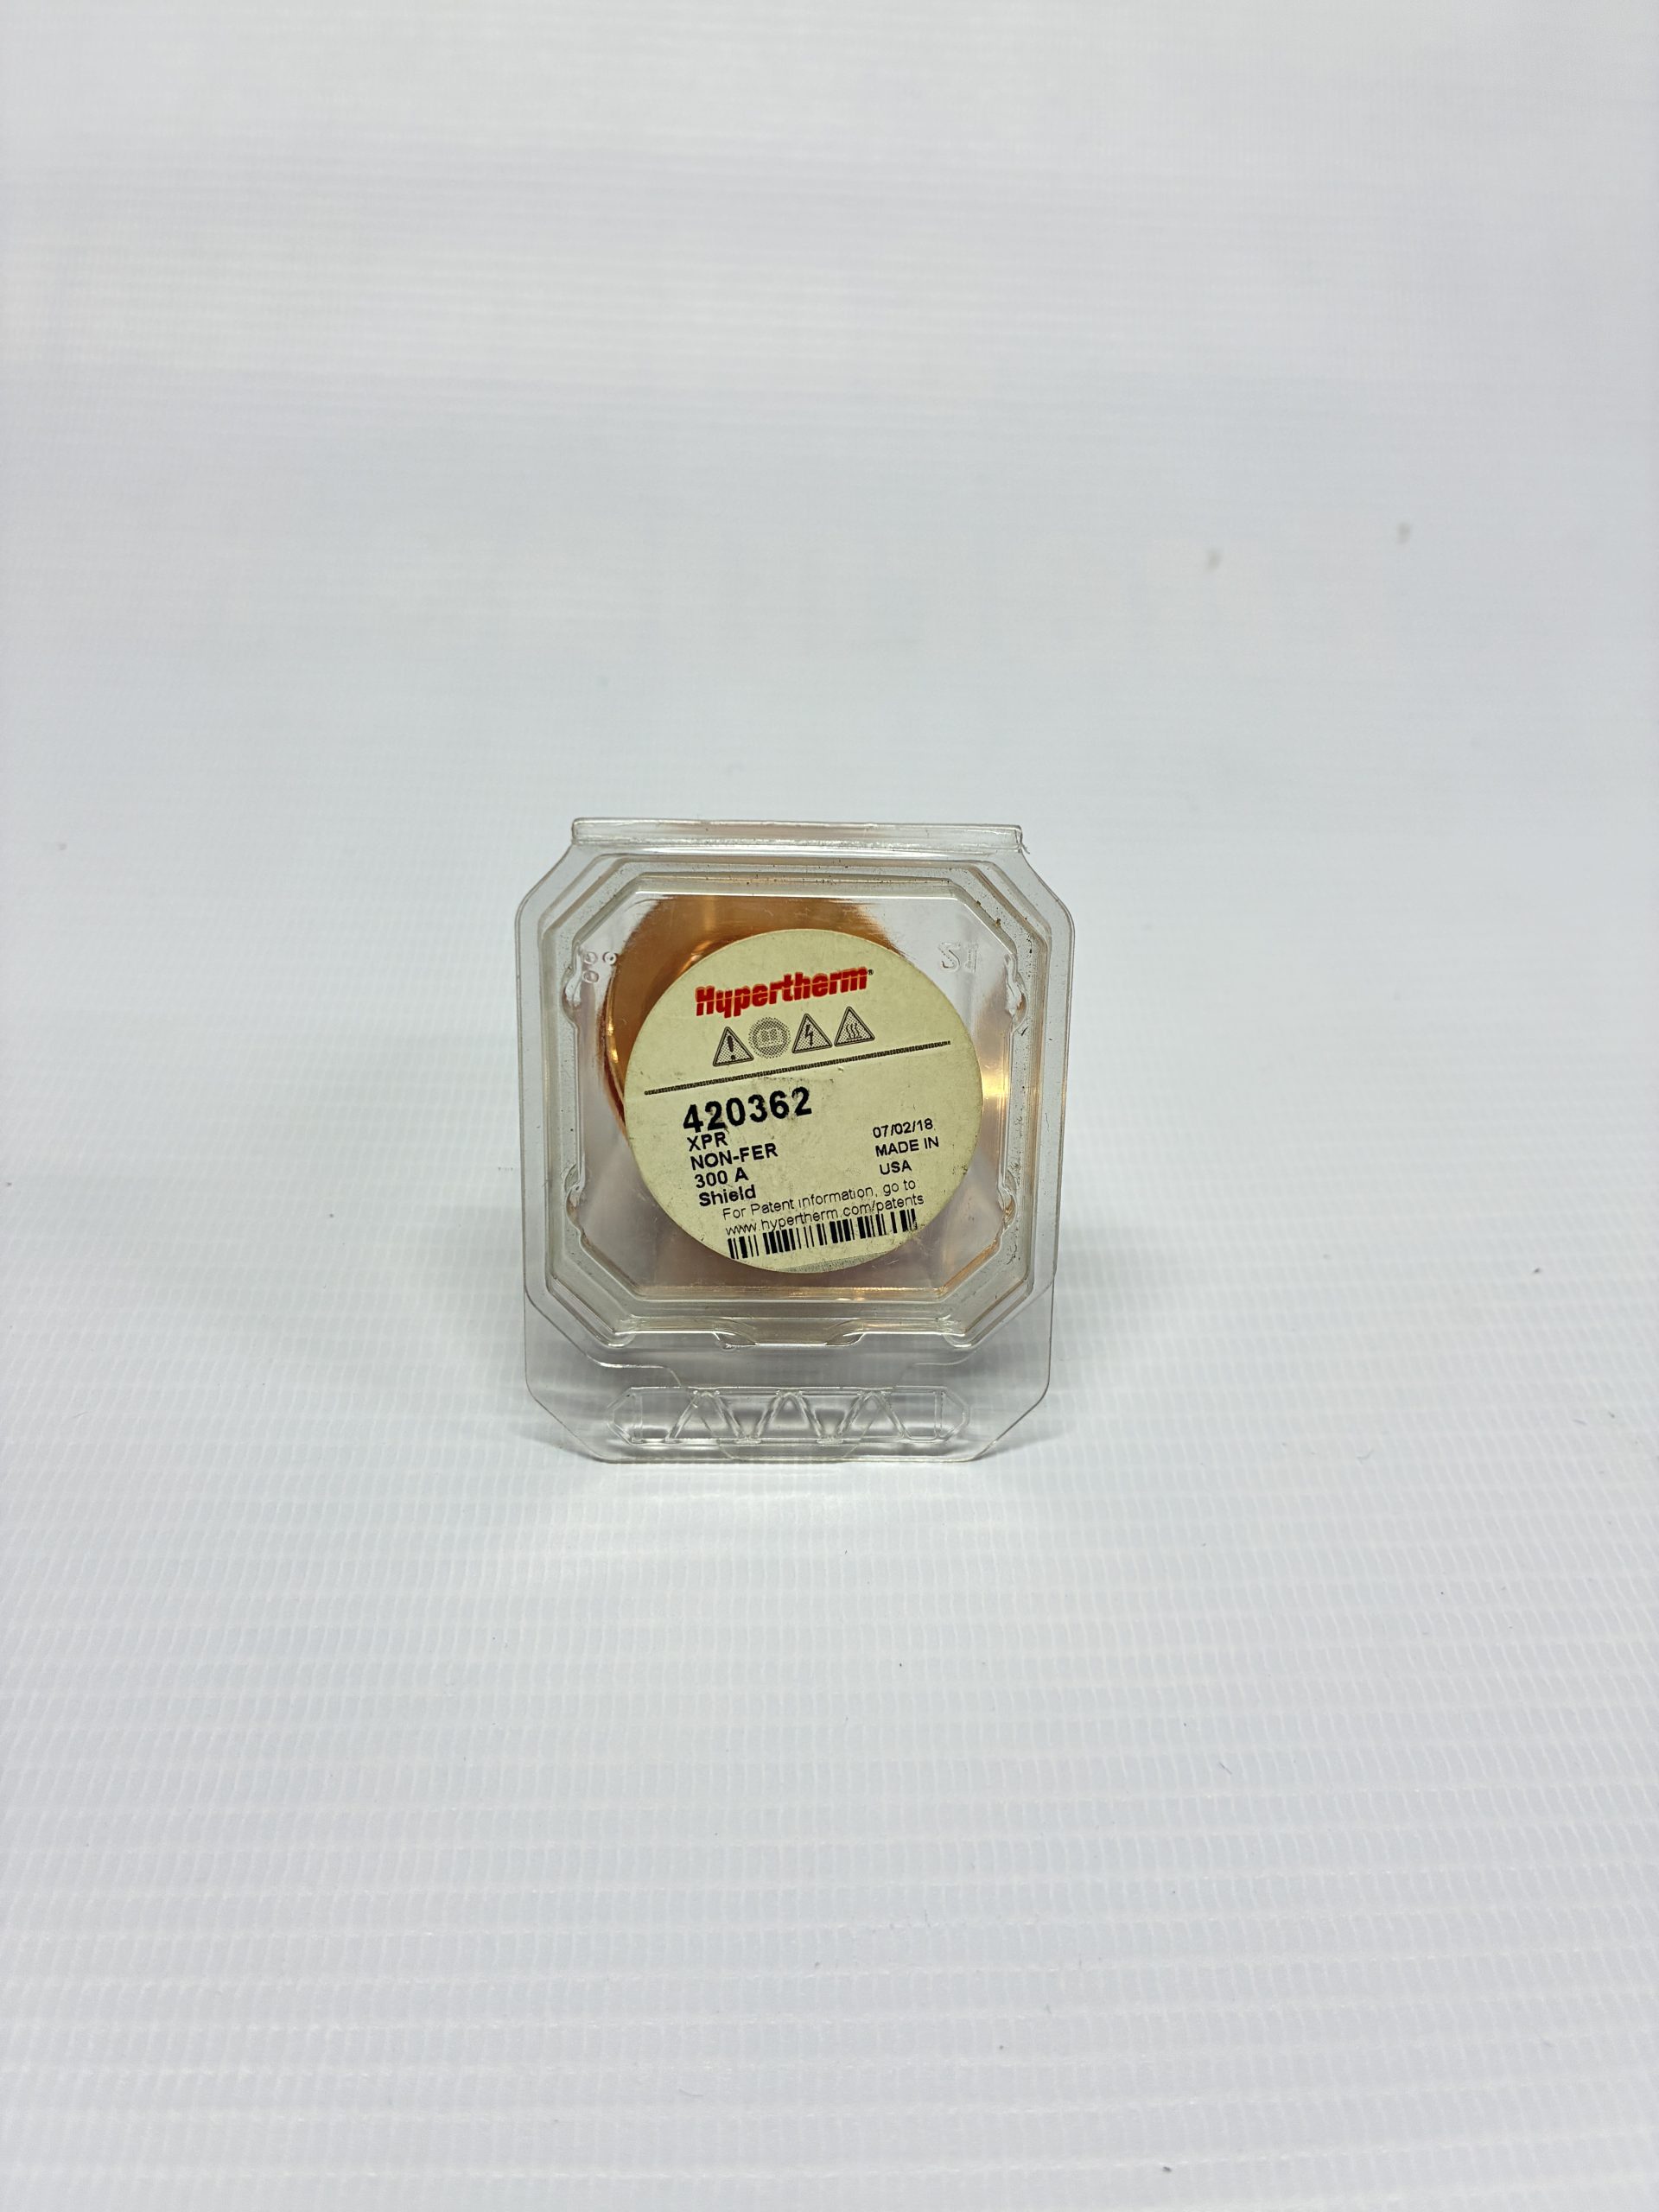 Hypertherm®
420362
XPR
NON-FER
300 A
Shield
07/02/18
MADE IN
USA
For Patent information, go to
www.hypertherm.com/patents